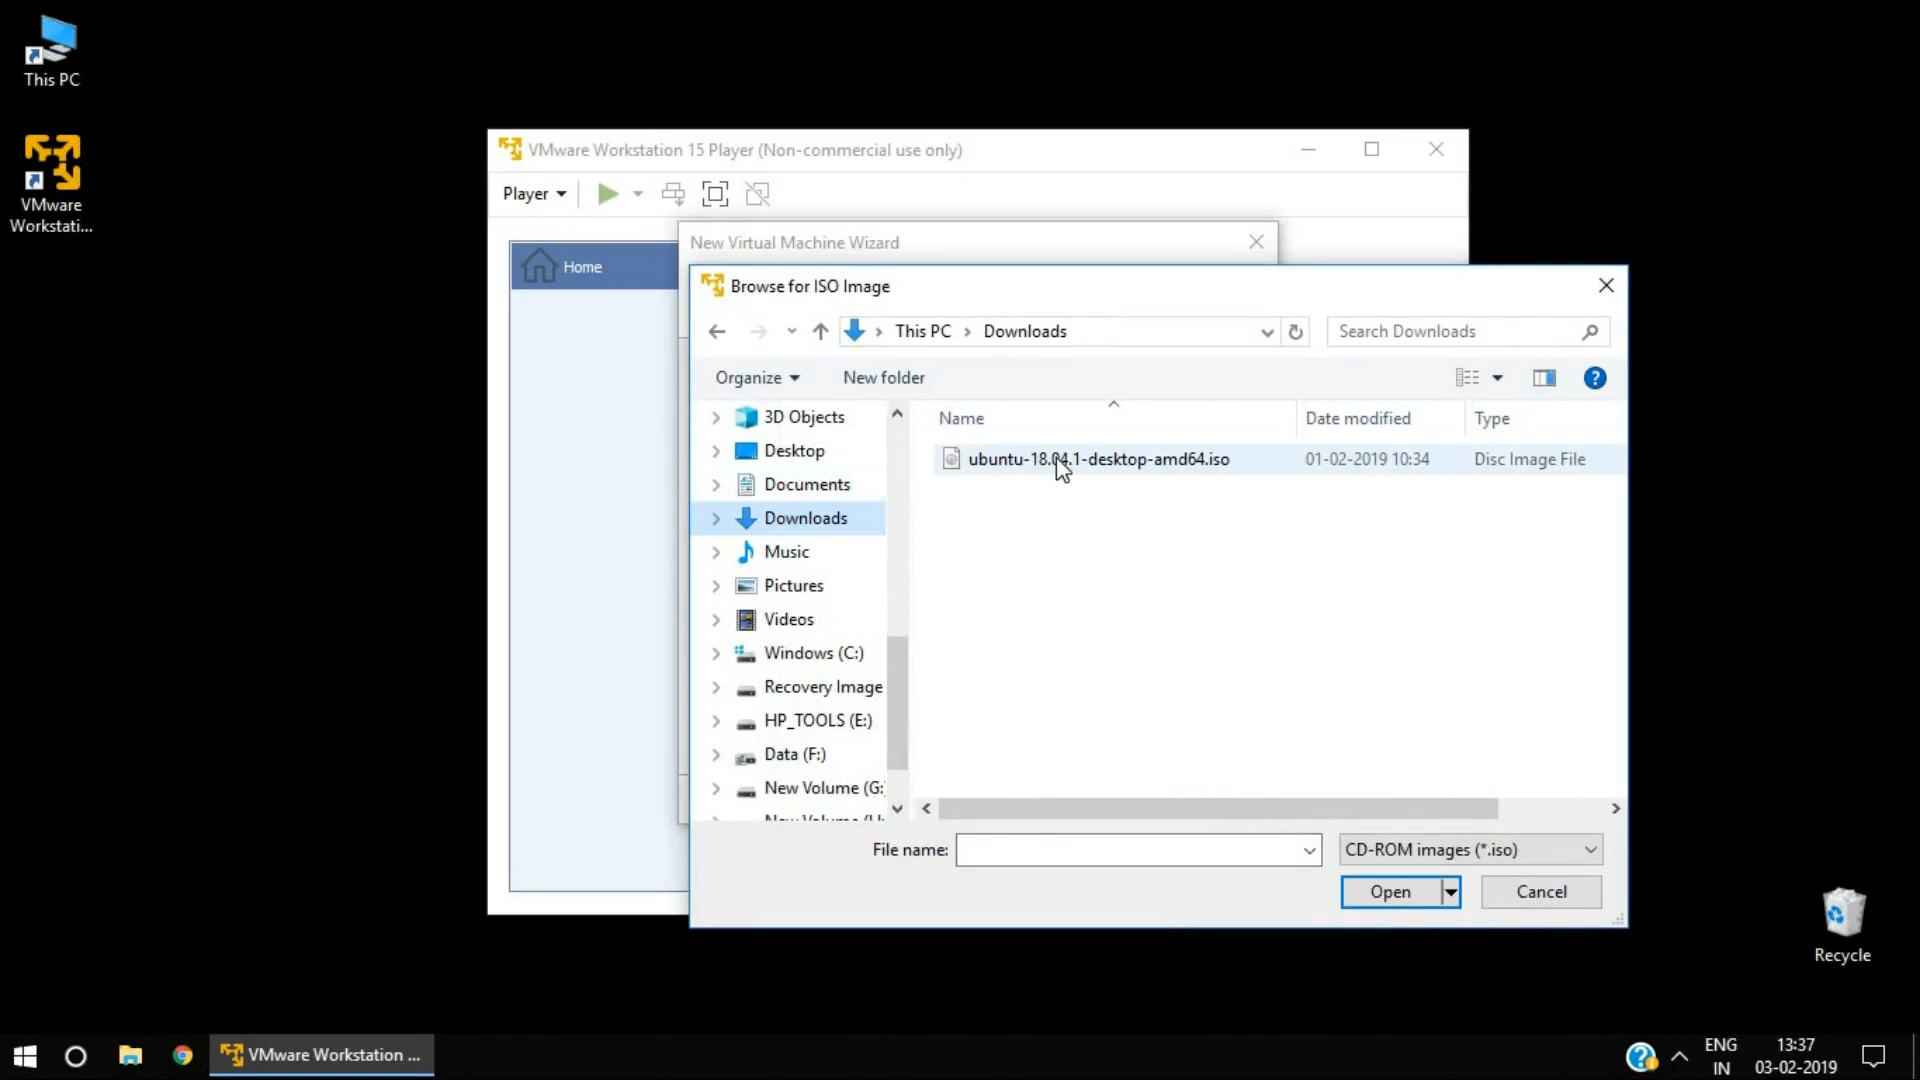 This PC
VMware
Workstati...
VMware Workstation 15 Player (Non-commercial use only)
Player
Home
New Virtual Machine Wizard
Browse for ISO Image
This PC > Downloads
Search Downloads
Organize
New folder
Name
Date modified
Type
3D Objects
Desktop
Documents
Downloads
Music
Pictures
Videos
Windows (C:)
Recovery Image
HP_TOOLS (E:)
Data (F:)
New Volume (G:
ubuntu-18.04.1-desktop-amd64.iso
01-02-2019 10:34
Disc Image File
File name:
CD-ROM images (*.iso)
Open
Cancel
Recycle
VMware Workstation ...
ENG
IN
13:37
03-02-2019